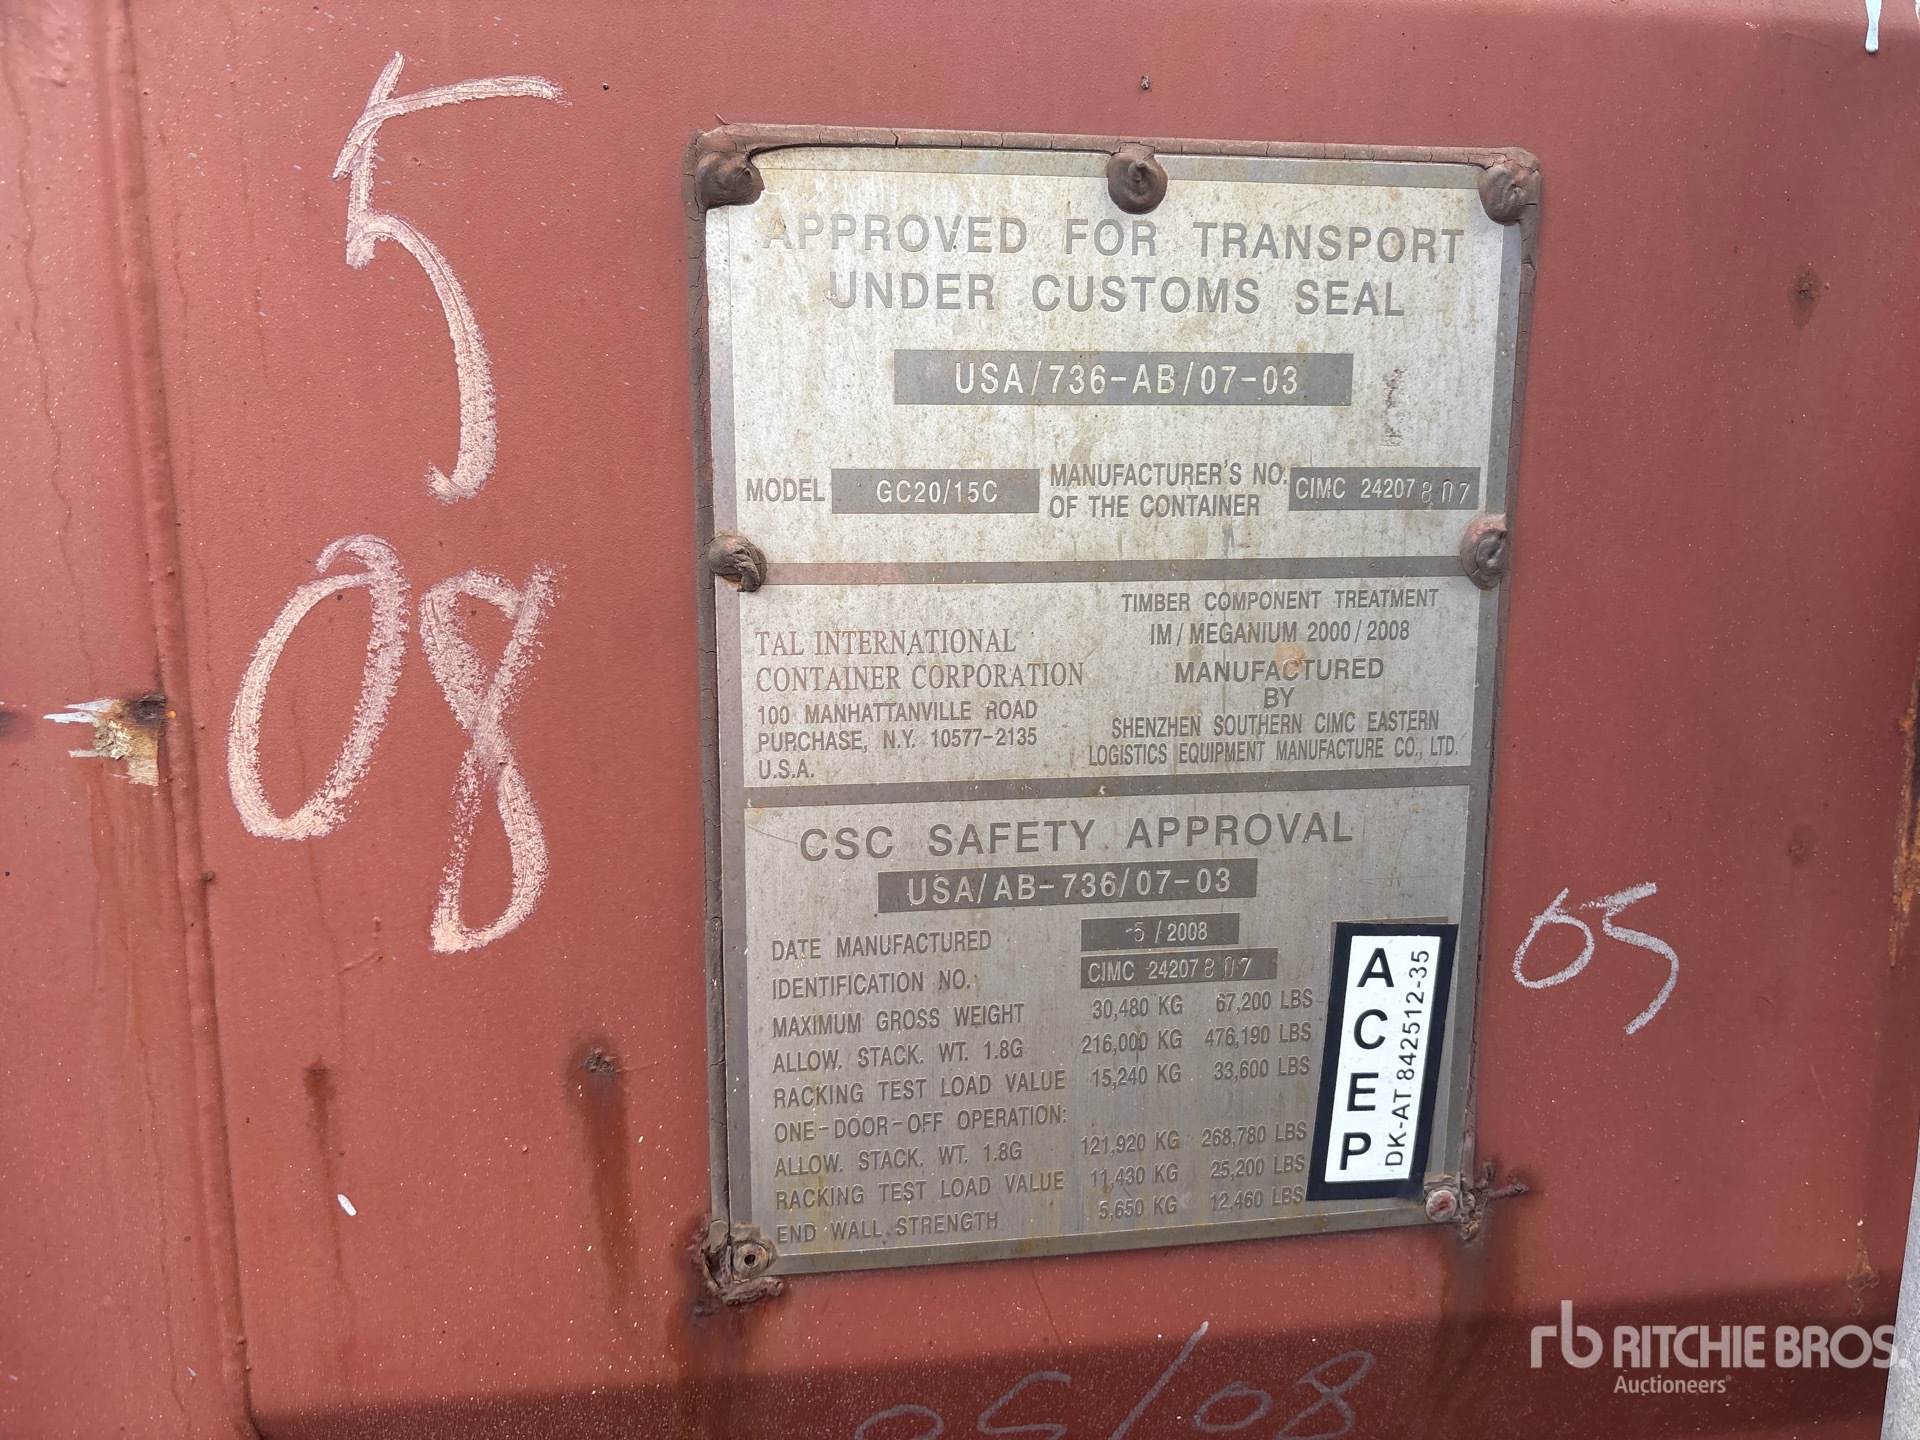 5
08
APPROVED FOR TRANSPORT
UNDER CUSTOMS SEAL
USA/736-AB/07-03
MODEL GC20/15C MANUFACTURER'S NO. OF THE CONTAINER CIMC 24207 807
TAL INTERNATIONAL
CONTAINER CORPORATION
100 MANHATTANVILLE ROAD
PURCHASE, N.Y. 10577-2135
U.S.A.
TIMBER COMPONENT TREATMENT
IM/MEGANIUM 2000/2008
MANUFACTURED
BY
SHENZHEN SOUTHERN CIMC EASTERN
LOGISTICS EQUIPMENT MANUFACTURE CO., LTD.
CSC SAFETY APPROVAL
USA/AB-736/07-03
DATE MANUFACTURED 5/2008
IDENTIFICATION NO. CIMC 24207 807
MAXIMUM GROSS WEIGHT 30,480 KG 67,200 LBS
ALLOW. STACK. WT. 1.8G 216,000 KG 476,190 LBS
RACKING TEST LOAD VALUE 15,240 KG 33,600 LBS
ONE-DOOR-OFF OPERATION:
ALLOW. STACK. WT. 1.8G 121,920 KG 268,780 LBS
RACKING TEST LOAD VALUE 11,430 KG 25,200 LBS
END WALL STRENGTH 5,650 KG 12,460 LBS
ACEP
DK-AT 842512-35
05
05/08
rb RITCHIE BROS.
Auctioneers